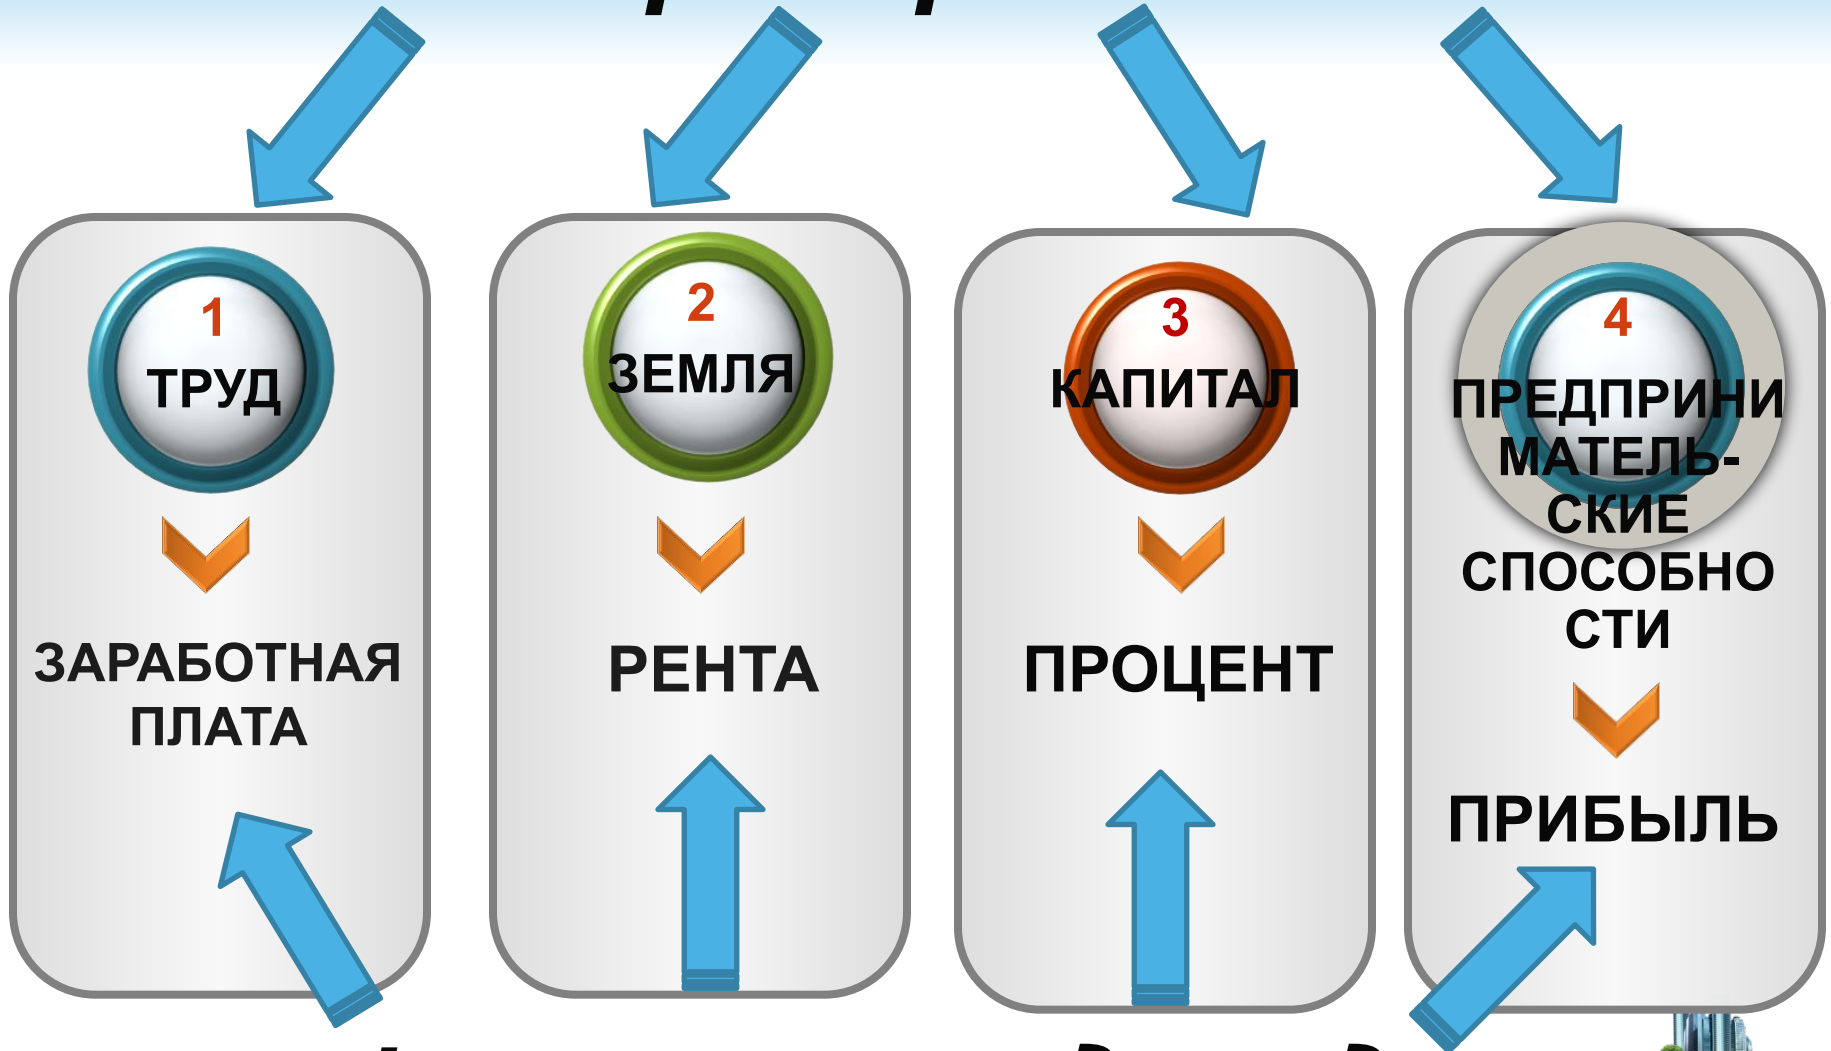 1
ТРУД
ЗАРАБОТНАЯ
ПЛАТА
2
ЗЕМЛЯ
РЕНТА
3
КАПИТАЛ
ПРОЦЕНТ
4
ПРЕДПРИНИ
МАТЕЛЬ-
СКИЕ
СПОСОБНО
СТИ
ПРИБЫЛЬ